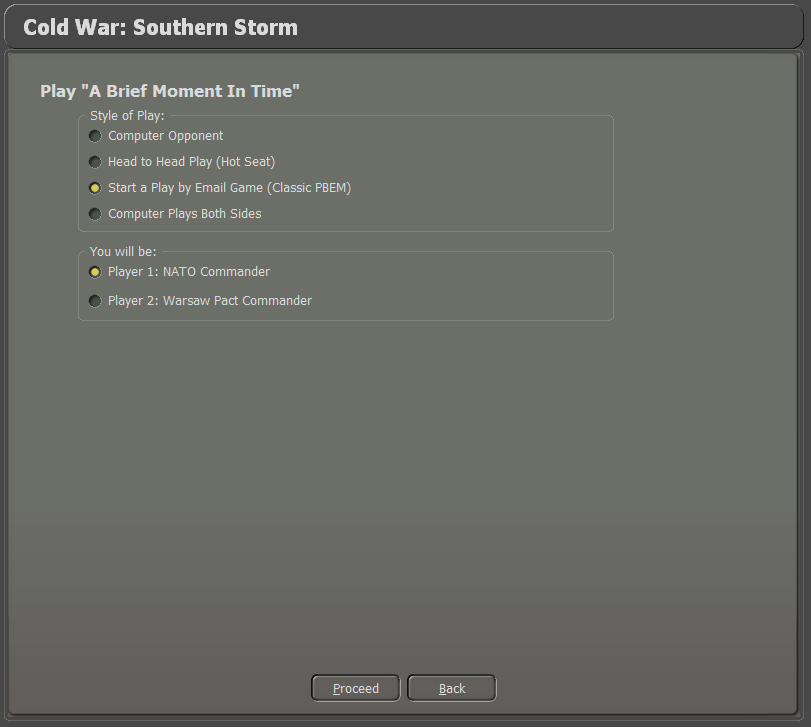 Cold War: Southern Storm
Play "A Brief Moment In Time"
Style of Play:
Computer Opponent
Head to Head Play (Hot Seat)
Start a Play by Email Game (Classic PBEM)
Computer Plays Both Sides
You will be:
Player 1: NATO Commander
Player 2: Warsaw Pact Commander
Proceed
Back